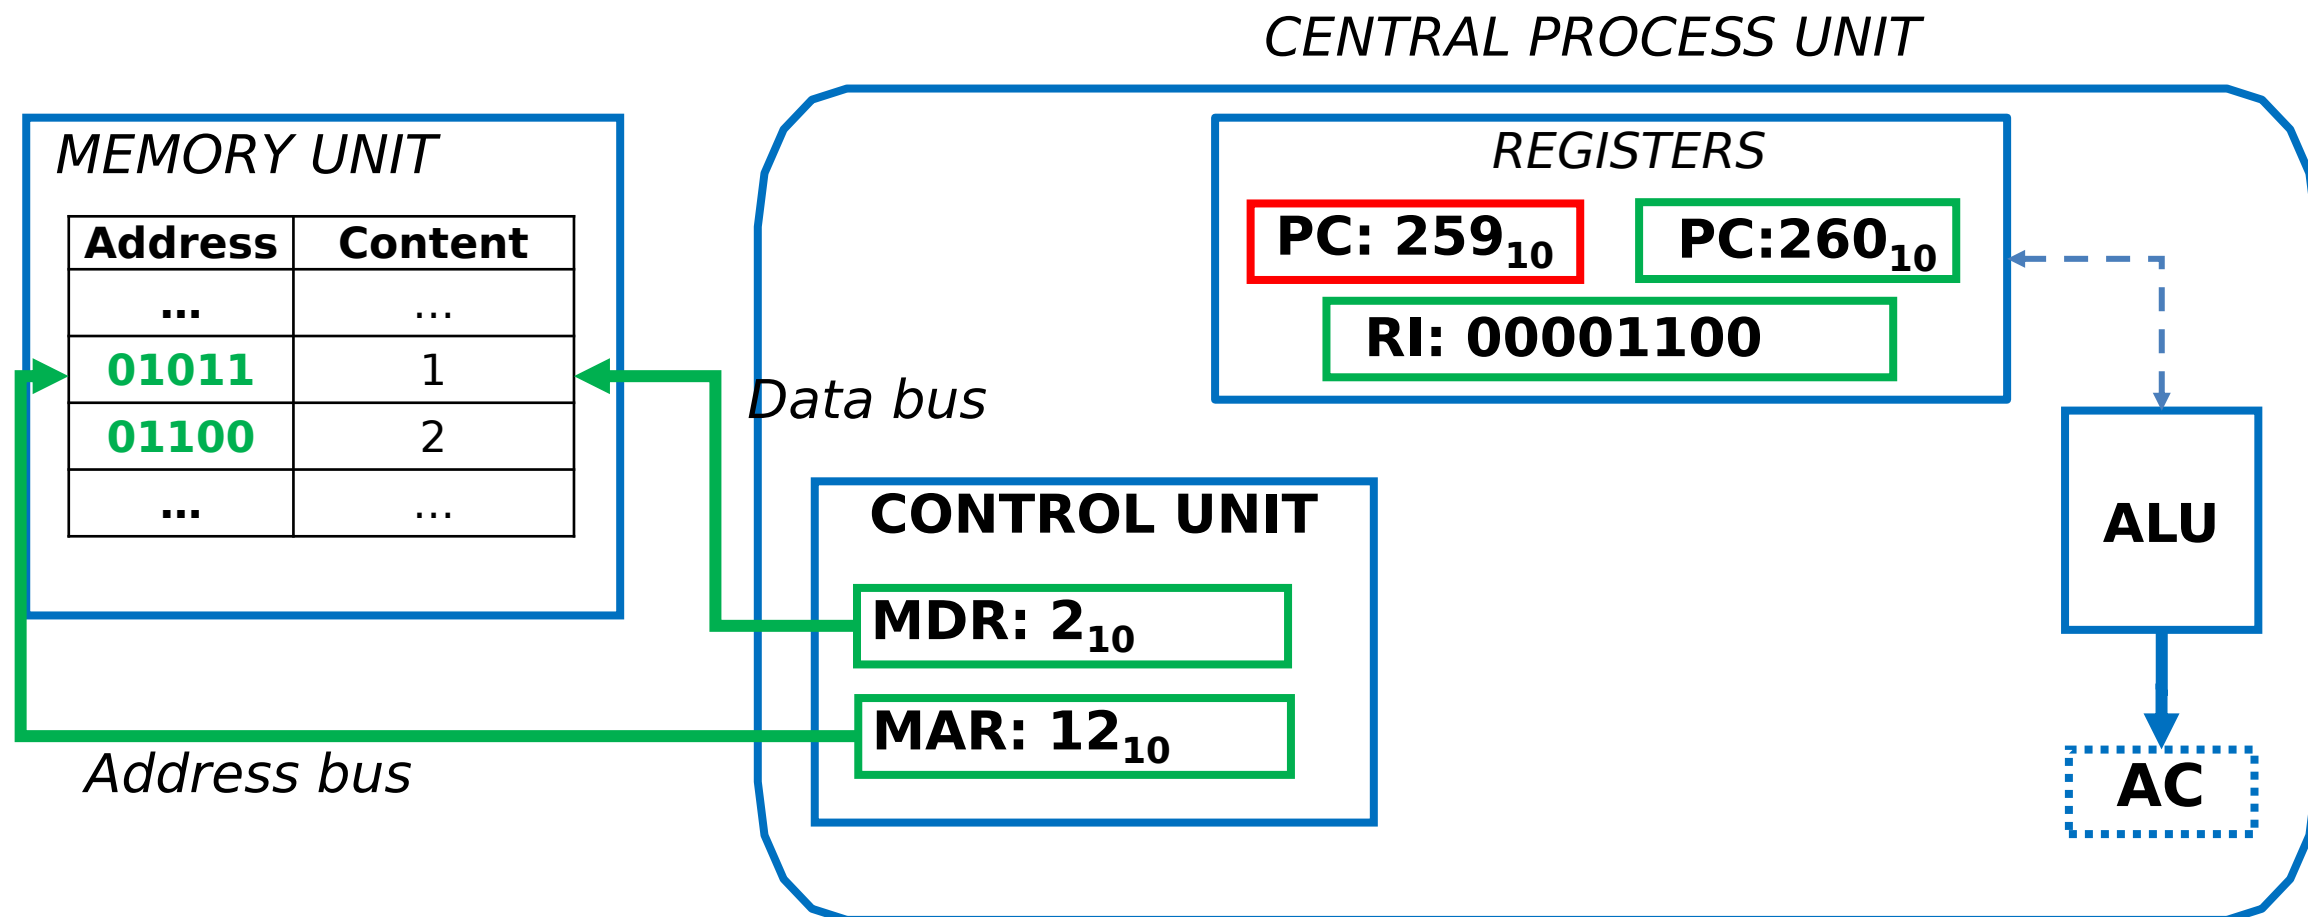 CENTRAL PROCESS UNIT
MEMORY UNIT
Address Content
... ...
01011 1
01100 2
... ...
Data bus
Address bus
REGISTERS
PC: 259₁₀
PC:260₁₀
RI: 00001100
CONTROL UNIT
MDR: 2₁₀
MAR: 12₁₀
ALU
AC